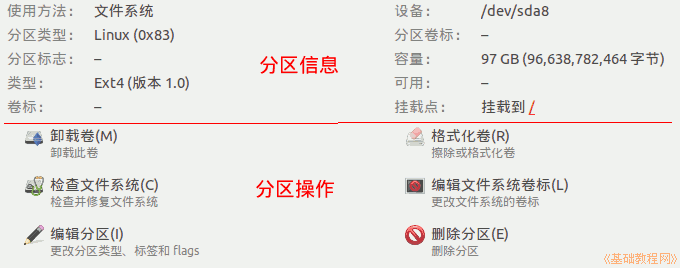 使用方法： 文件系统 设备： /dev/sda8
分区类型： Linux (0x83) 分区卷标： –
分区标志： – 容量： 97 GB (96,638,782,464 字节)
分区信息
类型： Ext4 (版本 1.0) 可用： –
卷标： – 挂载点： 挂载到 /
卸载卷(M) 格式化卷(R)
卸载此卷 擦除或格式化卷
检查文件系统(C) 编辑文件系统卷标(L)
分区操作
检查并修复文件系统 更改文件系统的卷标
编辑分区(I) 删除分区(E)
更改分区类型、标签和 flags 删除分区
《基础教程网》